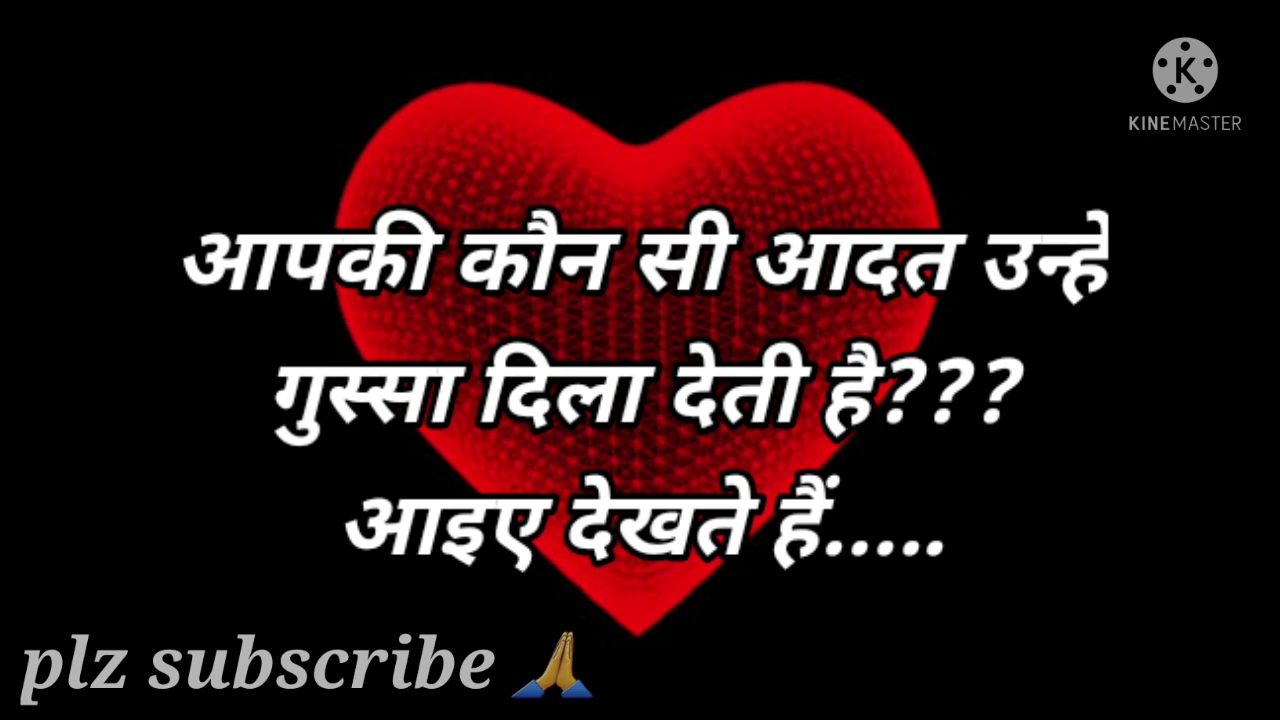 KINEMASTER
आपकी कौन सी आदत उन्हे
गुस्सा दिला देती है???
आइए देखते हैं.....
plz subscribe 🙏